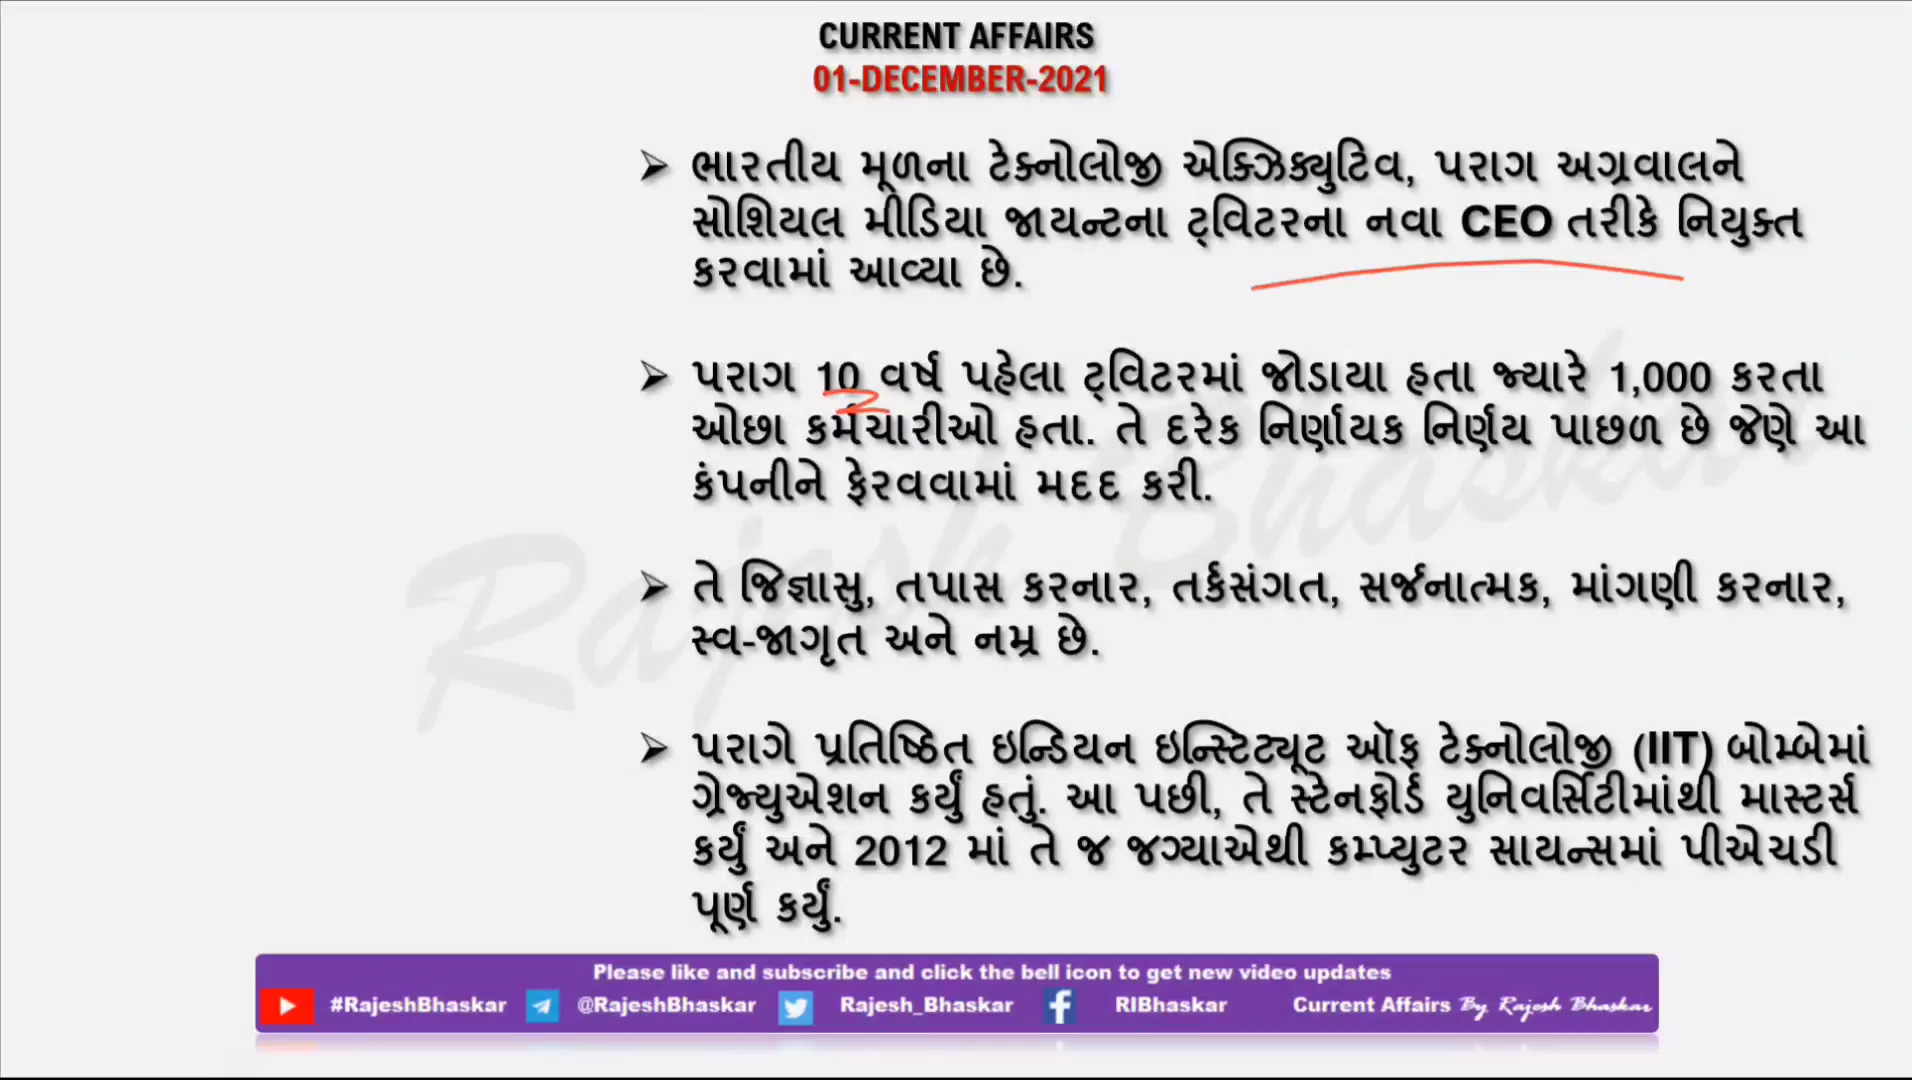 CURRENT AFFAIRS
01-DECEMBER-2021
➢ ભારતીય મૂળના ટેક્નોલોજી એક્ઝિક્યુટિવ, પરાગ અગ્રવાલને
સોશિયલ મીડિયા જાયન્ટના ટ્વિટરના નવા CEO તરીકે નિયુક્ત
કરવામાં આવ્યા છે.
➢ પરાગ 10 વર્ષ પહેલા ટ્વિટરમાં જોડાયા હતા જ્યારે 1,000 કરતા
ઓછા કર્મચારીઓ હતા. તે દરેક નિર્ણાયક નિર્ણય પાછળ છે જેણે આ
કંપનીને ફેરવવામાં મદદ કરી.
➢ તે જિજ્ઞાસુ, તપાસ કરનાર, તર્કસંગત, સર્જનાત્મક, માંગણી કરનાર,
સ્વ-જાગૃત અને નમ્ર છે.
➢ પરાગે પ્રતિષ્ઠિત ઇન્ડિયન ઇન્સ્ટિટ્યૂટ ઑફ ટેક્નોલોજી (IIT) બોમ્બેમાં
ગ્રેજ્યુએશન કર્યું હતું. આ પછી, તે સ્ટેનફોર્ડ યુનિવર્સિટીમાંથી માસ્ટર્સ
કર્યું અને 2012 માં તે જ જગ્યાએથી કમ્પ્યુટર સાયન્સમાં પીએચડી
પૂર્ણ કર્યું.
Rajesh Bhaskar
Please like and subscribe and click the bell icon to get new video updates
#RajeshBhaskar @RajeshBhaskar Rajesh_Bhaskar RIBhaskar Current Affairs By Rajesh Bhaskar